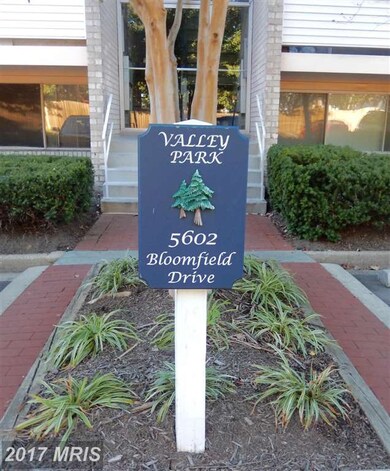 VALLEY
PARK
5602
Bloomfield
Drive
© 2017 MRIS